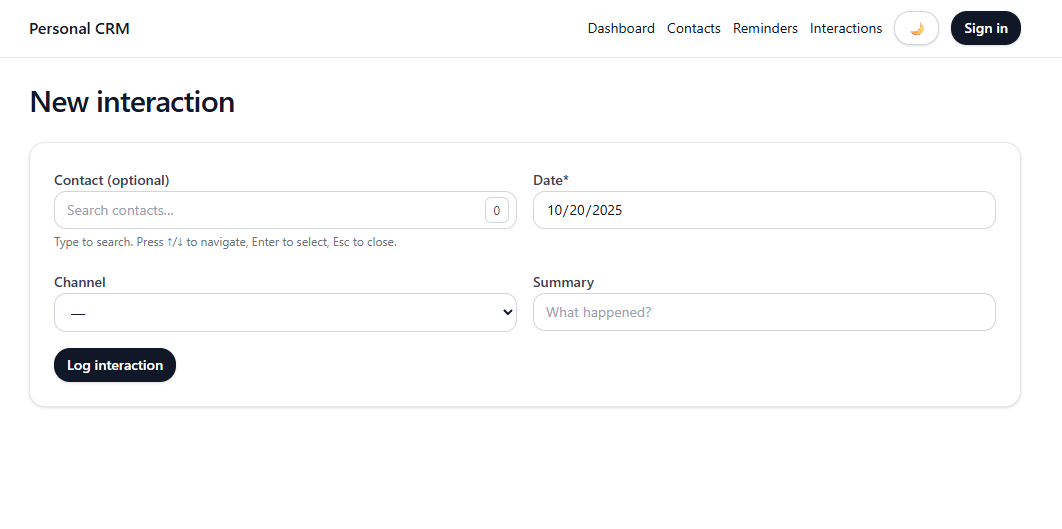 Personal CRM
Dashboard Contacts Reminders Interactions 🌙 Sign in
New interaction
Contact (optional)
Search contacts... 0
Type to search. Press ↑/↓ to navigate, Enter to select, Esc to close.
Date*
10/20/2025
Channel
—
Summary
What happened?
Log interaction